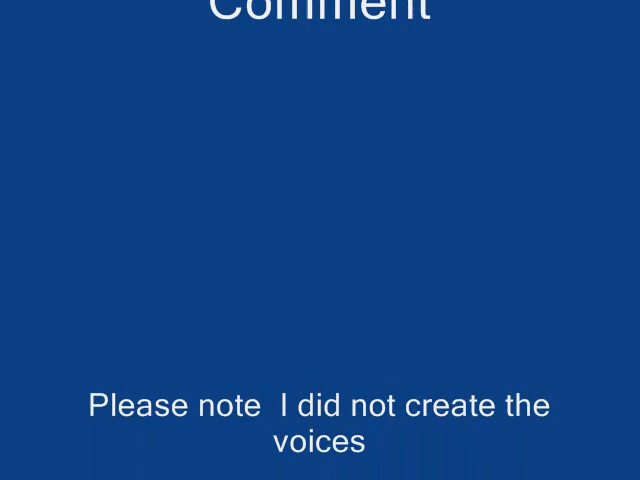 Comment
Please note  I did not create the
voices